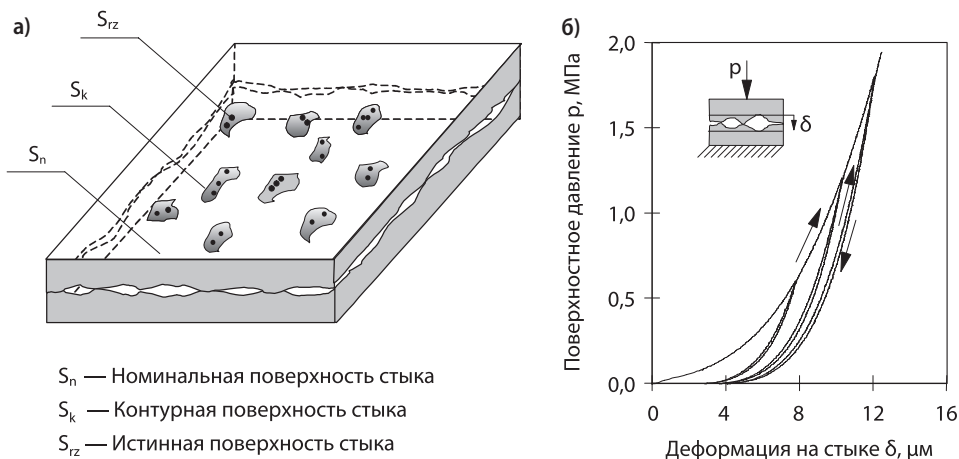 а)
S_rz
S_k
S_n
S_n — Номинальная поверхность стыка
S_k — Контурная поверхность стыка
S_rz — Истинная поверхность стыка
б)
Поверхностное давление p, МПа
2,0
1,5
1,0
0,5
0,0
p
δ
0 4 8 12 16
Деформация на стыке δ, μм